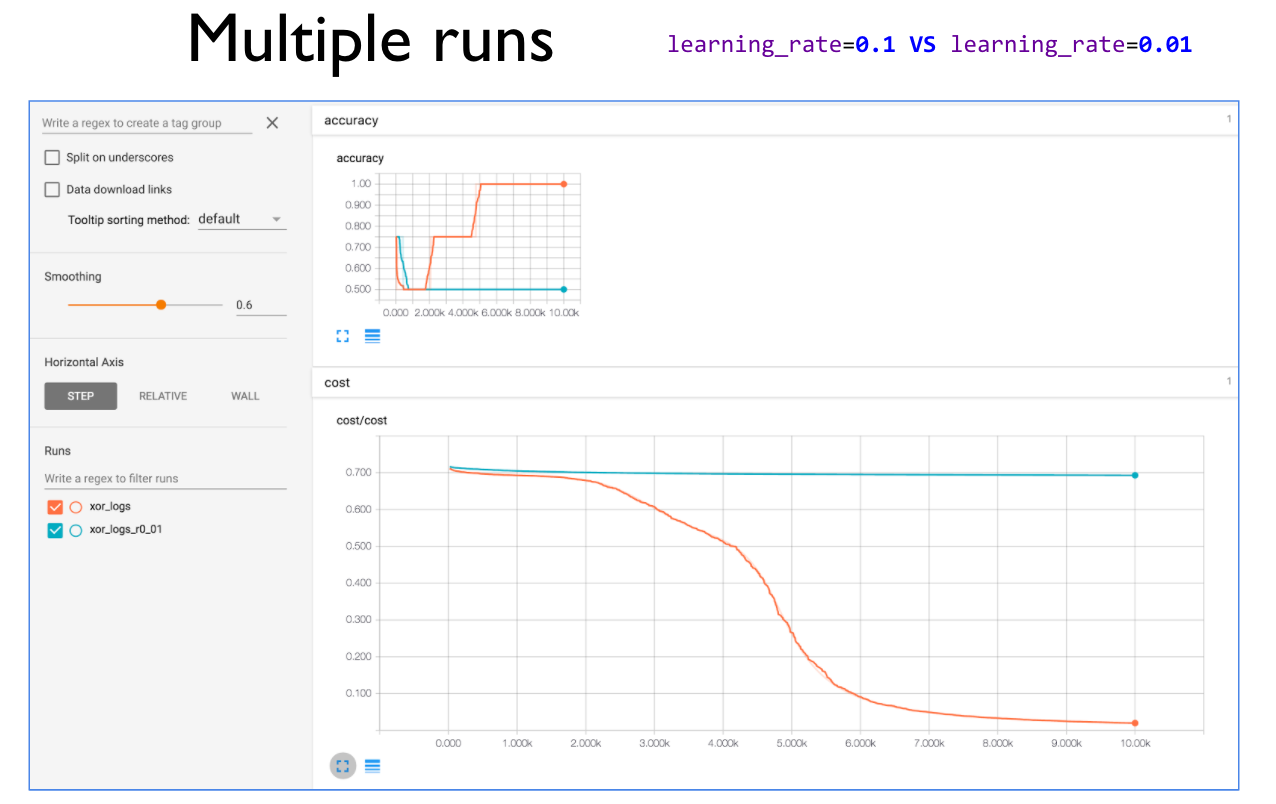 Multiple runs
learning_rate=0.1 VS learning_rate=0.01
Write a regex to create a tag group
Split on underscores
Data download links
Tooltip sorting method: default
Smoothing
0.6
Horizontal Axis
STEP RELATIVE WALL
Runs
Write a regex to filter runs
xor_logs
xor_logs_r0_01
accuracy 1
accuracy
1.00
0.900
0.800
0.700
0.600
0.500
0.000 2.000k 4.000k 6.000k 8.000k 10.00k
cost 1
cost/cost
0.700
0.600
0.500
0.400
0.300
0.200
0.100
0.000 1.000k 2.000k 3.000k 4.000k 5.000k 6.000k 7.000k 8.000k 9.000k 10.00k